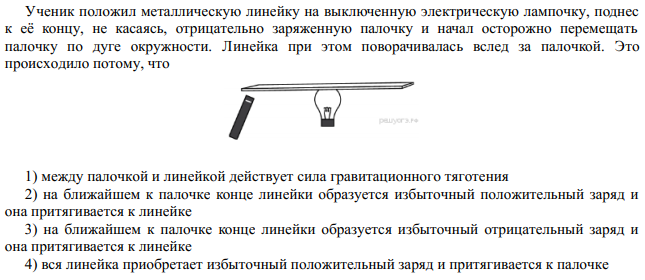 Ученик положил металлическую линейку на выключенную электрическую лампочку, поднес
к её концу, не касаясь, отрицательно заряженную палочку и начал осторожно перемещать
палочку по дуге окружности. Линейка при этом поворачивалась вслед за палочкой. Это
происходило потому, что
решуогэ.рф
1) между палочкой и линейкой действует сила гравитационного тяготения
2) на ближайшем к палочке конце линейки образуется избыточный положительный заряд и
она притягивается к линейке
3) на ближайшем к палочке конце линейки образуется избыточный отрицательный заряд и
она притягивается к линейке
4) вся линейка приобретает избыточный положительный заряд и притягивается к палочке